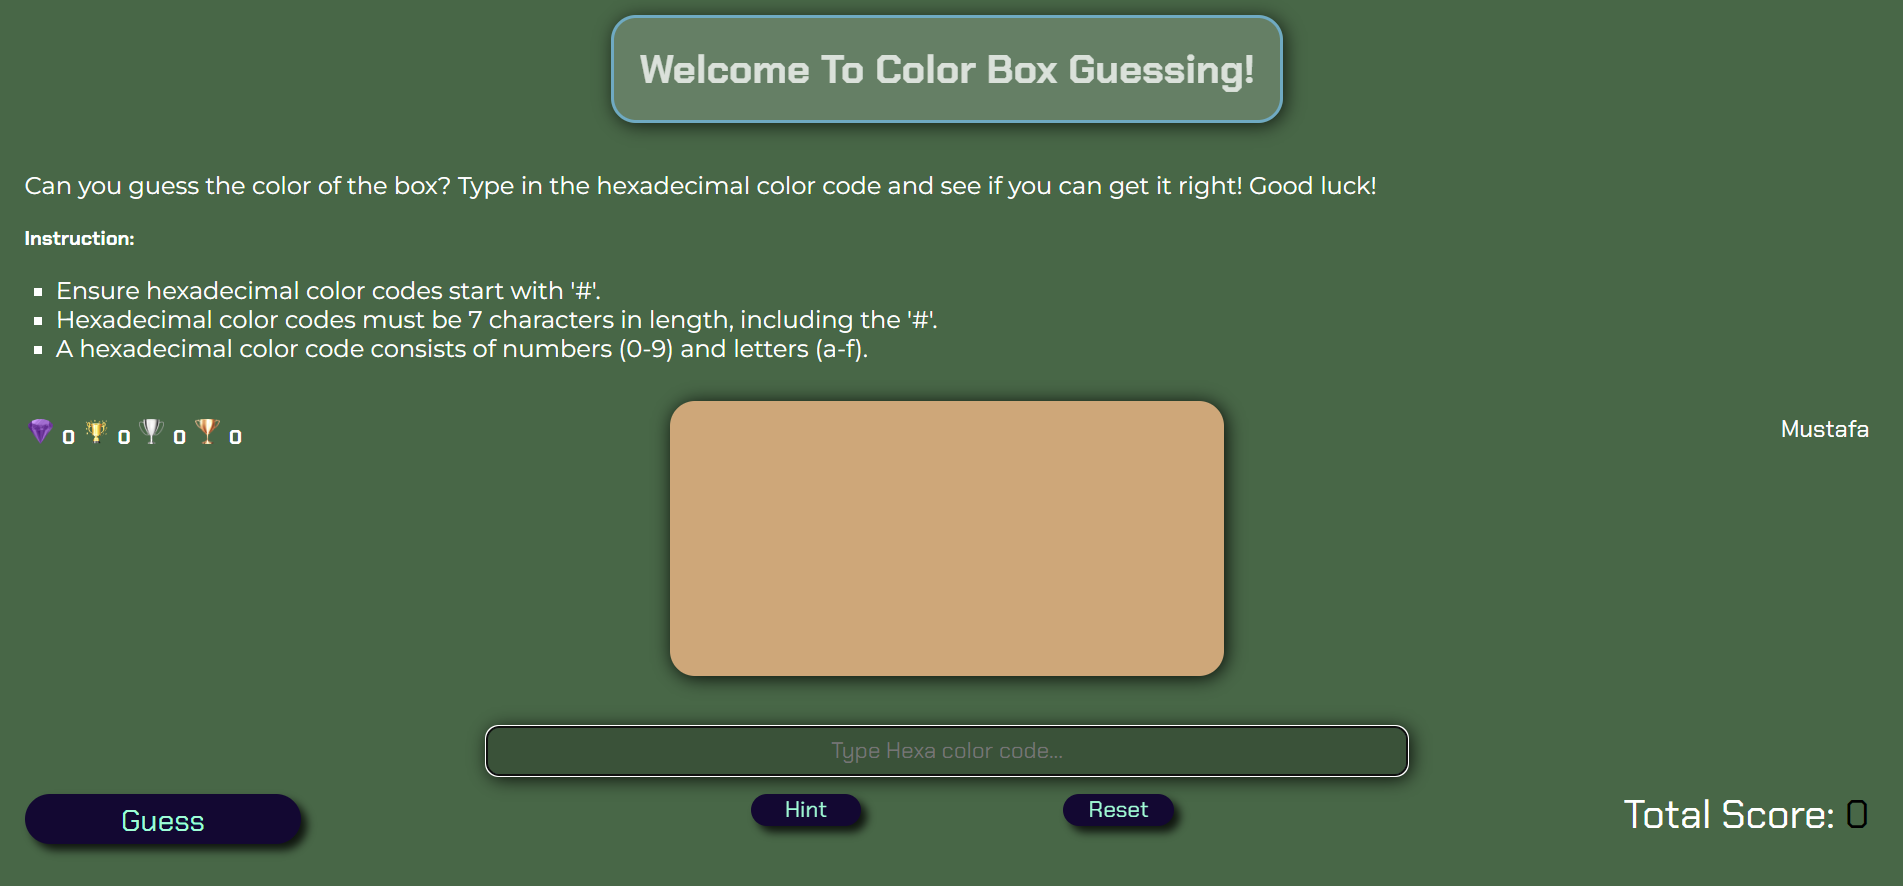 Welcome To Color Box Guessing!
Can you guess the color of the box? Type in the hexadecimal color code and see if you can get it right! Good luck!
Instruction:
Ensure hexadecimal color codes start with '#'.
Hexadecimal color codes must be 7 characters in length, including the '#'.
A hexadecimal color code consists of numbers (0-9) and letters (a-f).
0 0 0 0
Mustafa
Type Hexa color code...
Guess
Hint
Reset
Total Score: 0